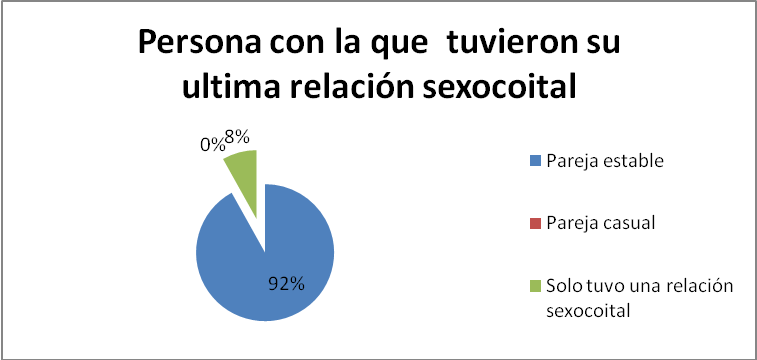 Persona con la que  tuvieron su
ultima relación sexocoital
0%
8%
92%
Pareja estable
Pareja casual
Solo tuvo una relación
sexocoital